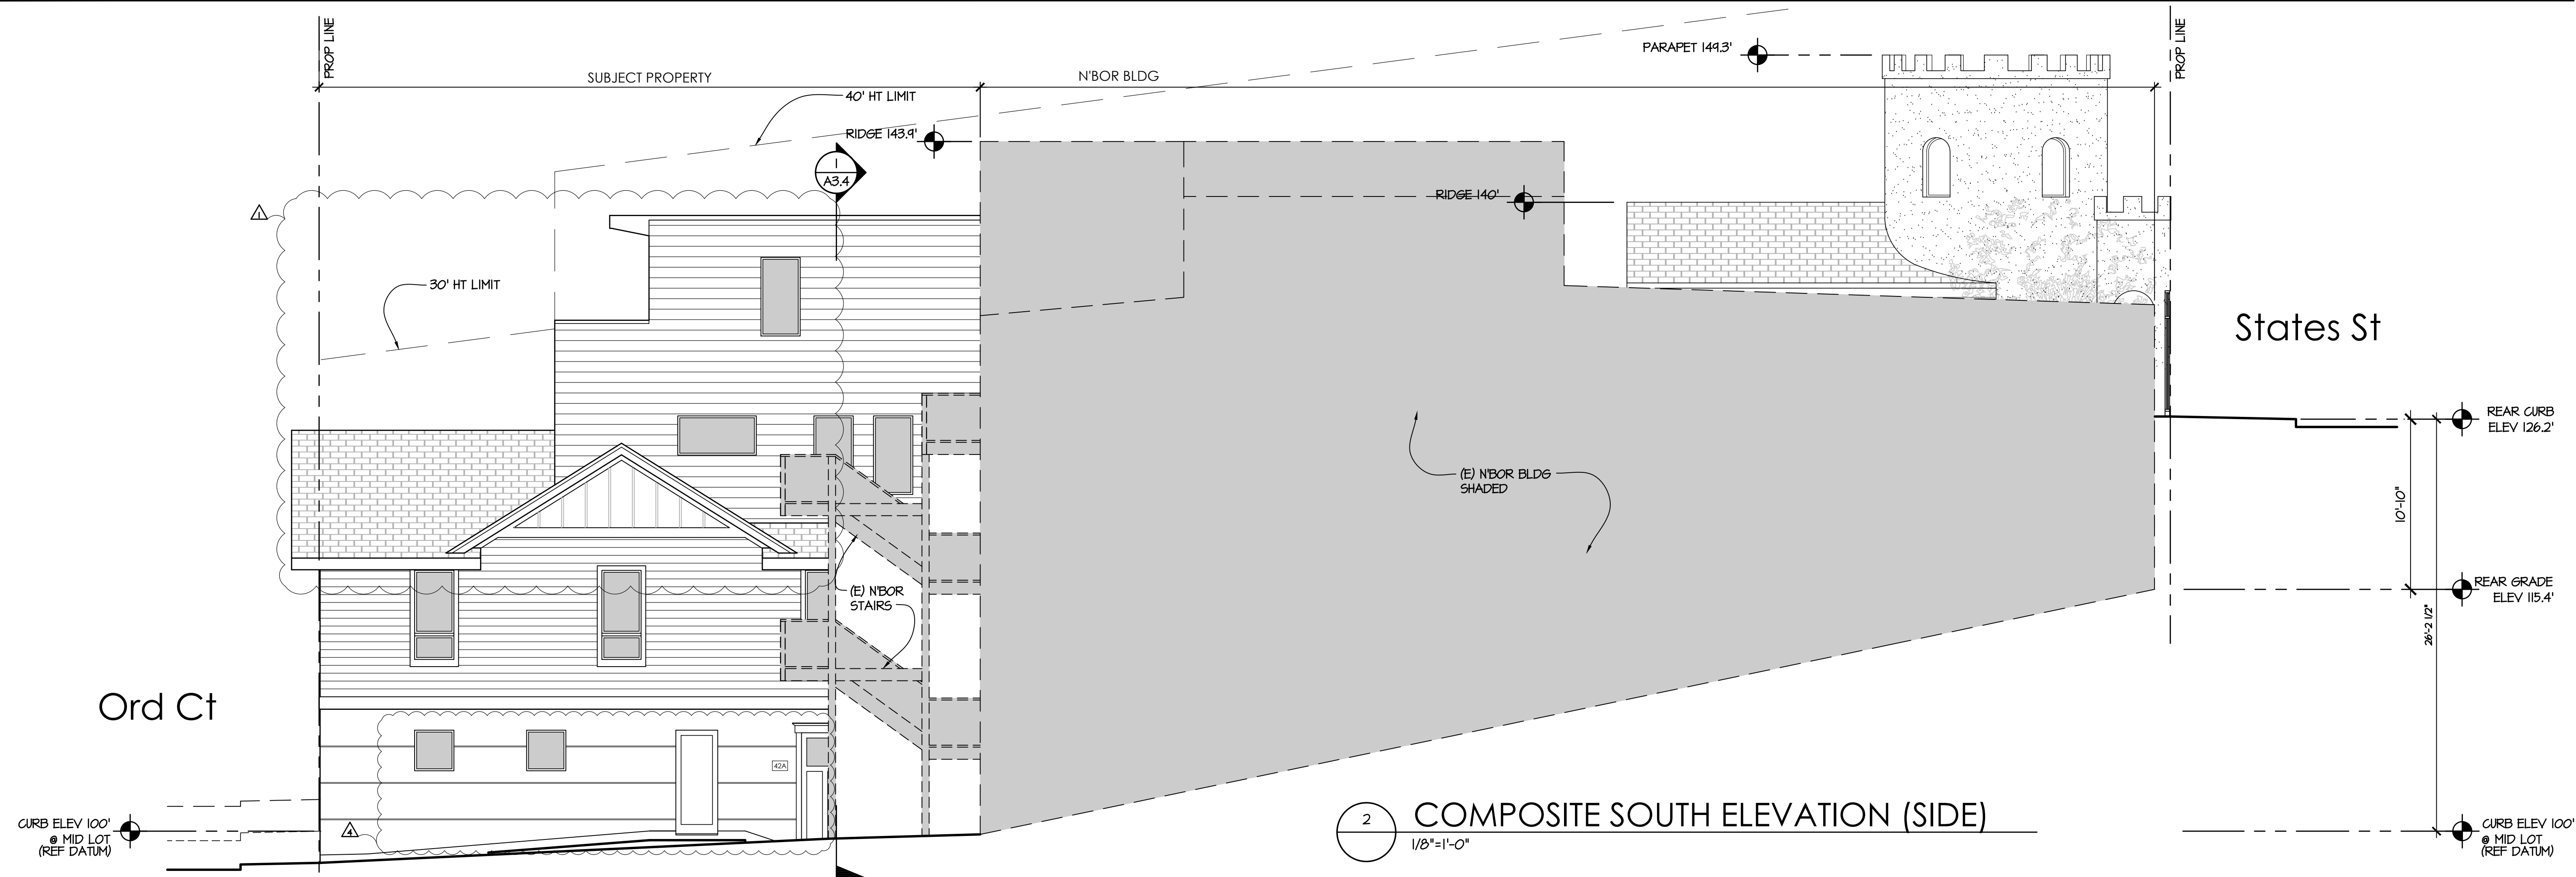 PROP LINE
SUBJECT PROPERTY
N'BOR BLDG
PARAPET 149.3'
PROP LINE
40' HT LIMIT
RIDGE 143.9'
1
A3.4
RIDGE 140'
1
30' HT LIMIT
States St
REAR CURB
ELEV 126.2'
(E) N'BOR BLDG
SHADED
10'-10"
REAR GRADE
ELEV 115.4'
26'-2 1/2"
(E) N'BOR
STAIRS
Ord Ct
42A
4
CURB ELEV 100'
@ MID LOT
(REF DATUM)
2
COMPOSITE SOUTH ELEVATION (SIDE)
1/8"=1'-0"
CURB ELEV 100'
@ MID LOT
(REF DATUM)